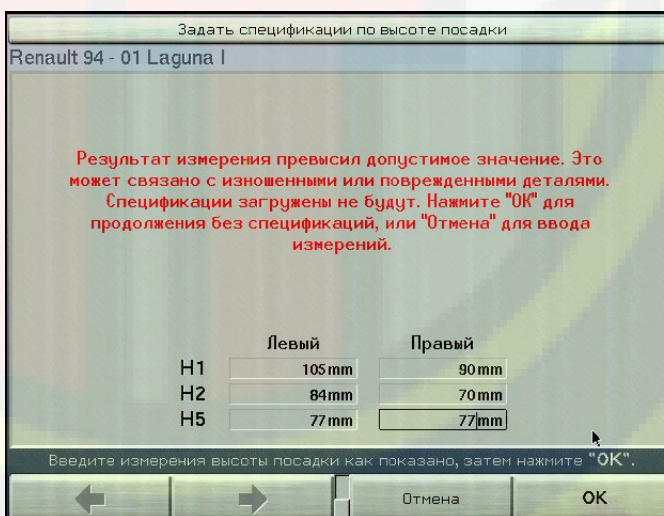 Задать спецификации по высоте посадки
Renault 94 - 01 Laguna I
Результат измерения превысил допустимое значение. Это
может связано с изношенными или поврежденными деталями.
Спецификации загружены не будут. Нажмите "ОК" для
продолжения без спецификаций, или "Отмена" для ввода
измерений.
Левый Правый
H1 105mm 90mm
H2 84mm 70mm
H5 77mm 77mm
Введите измерения высоты посадки как показано, затем нажмите "OK".
Отмена OK